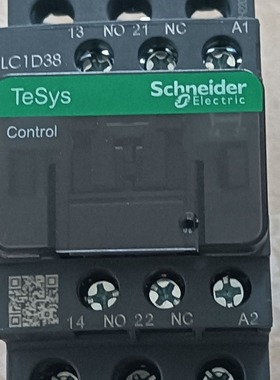 13 NO 21 NC A1
LC1D38
TeSys
Schneider
Electric
Control
14 NO 22 NC A2